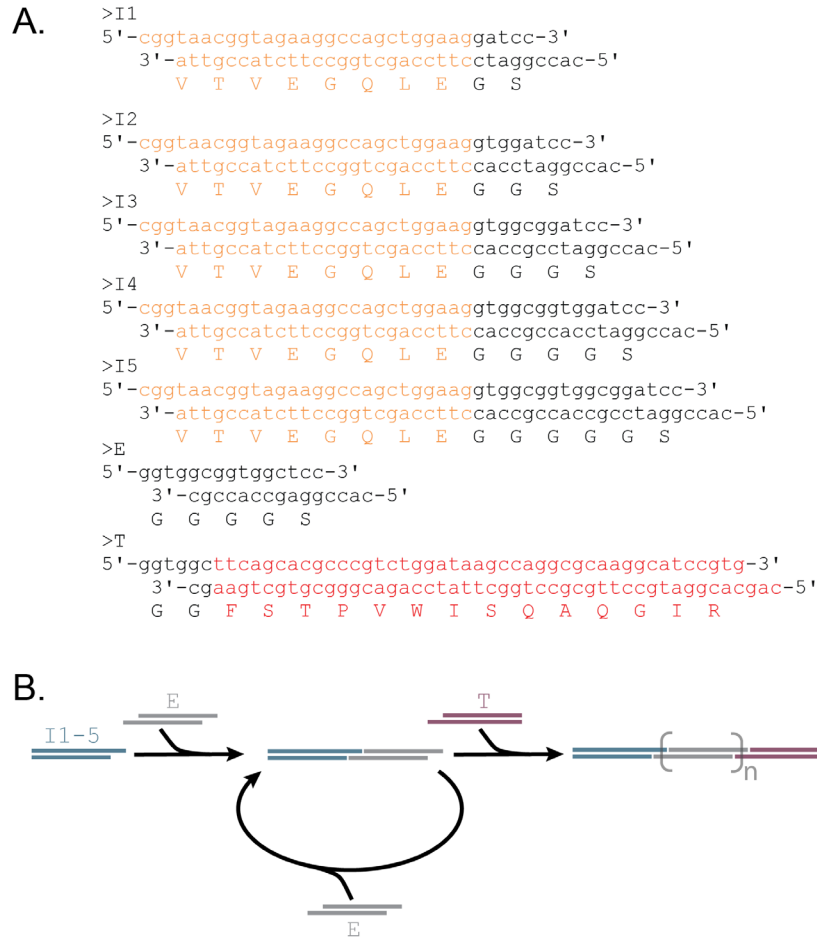 A.
>I1
5'-cggtaacggtagaaggccagctggaaggatcc-3'
3'-attgccatcttccggtcgaccttcctaggccac-5'
V T V E G Q L E G S
>I2
5'-cggtaacggtagaaggccagctggaaggtggatcc-3'
3'-attgccatcttccggtcgaccttccacctaggccac-5'
V T V E G Q L E G G S
>I3
5'-cggtaacggtagaaggccagctggaaggtggcggatcc-3'
3'-attgccatcttccggtcgaccttccaccgcctaggccac-5'
V T V E G Q L E G G G S
>I4
5'-cggtaacggtagaaggccagctggaaggtggcggtggatcc-3'
3'-attgccatcttccggtcgaccttccaccgccacctaggccac-5'
V T V E G Q L E G G G G S
>I5
5'-cggtaacggtagaaggccagctggaaggtggcggtggcggatcc-3'
3'-attgccatcttccggtcgaccttccaccgccaccgcctaggccac-5'
V T V E G Q L E G G G G G S
>E
5'-ggtggcggtggctcc-3'
3'-cgccaccgaggccac-5'
G G G G S
>T
5'-ggtggcttcagcacgcccgtctggataagccaggcgcaaggcatccgtg-3'
3'-cgaagtcgtgcgggcagacctattcggtccgcgttccgtaggcacgac-5'
G G F S T P V W I S Q A Q G I R
B.
E
T
I1-5
n
E